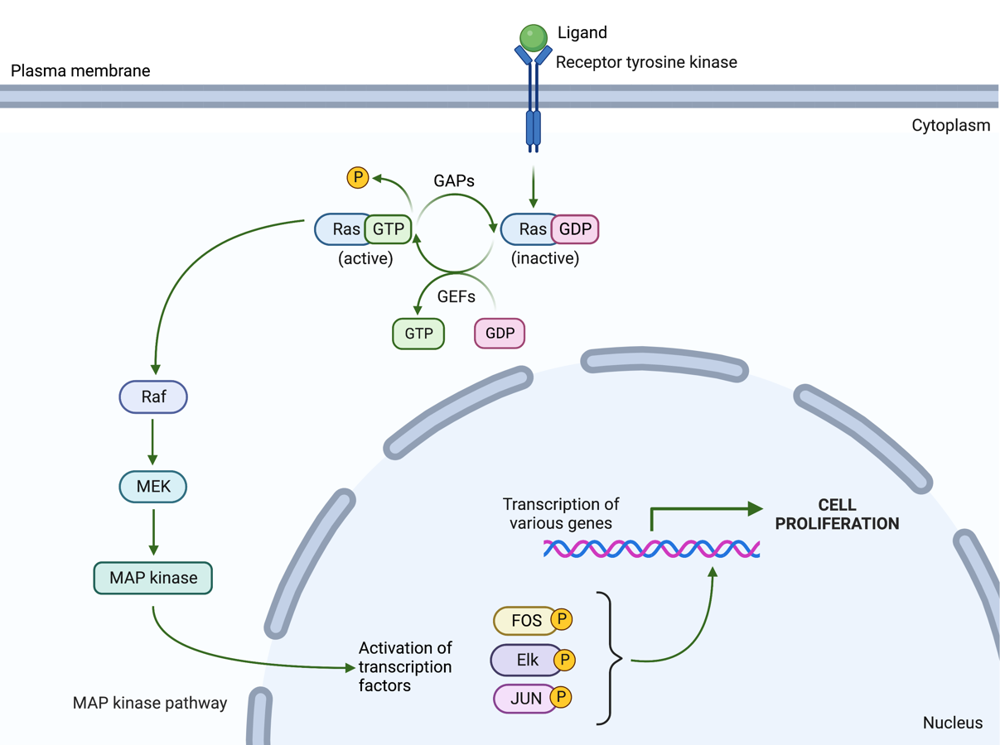 Ligand
Receptor tyrosine kinase
Plasma membrane
Cytoplasm
P
GAPs
Ras
GTP
(active)
Ras
GDP
(inactive)
GEFs
GTP
GDP
Raf
MEK
MAP kinase
Activation of
transcription
factors
FOS
P
Elk
P
JUN
P
Transcription of
various genes
CELL
PROLIFERATION
MAP kinase pathway
Nucleus